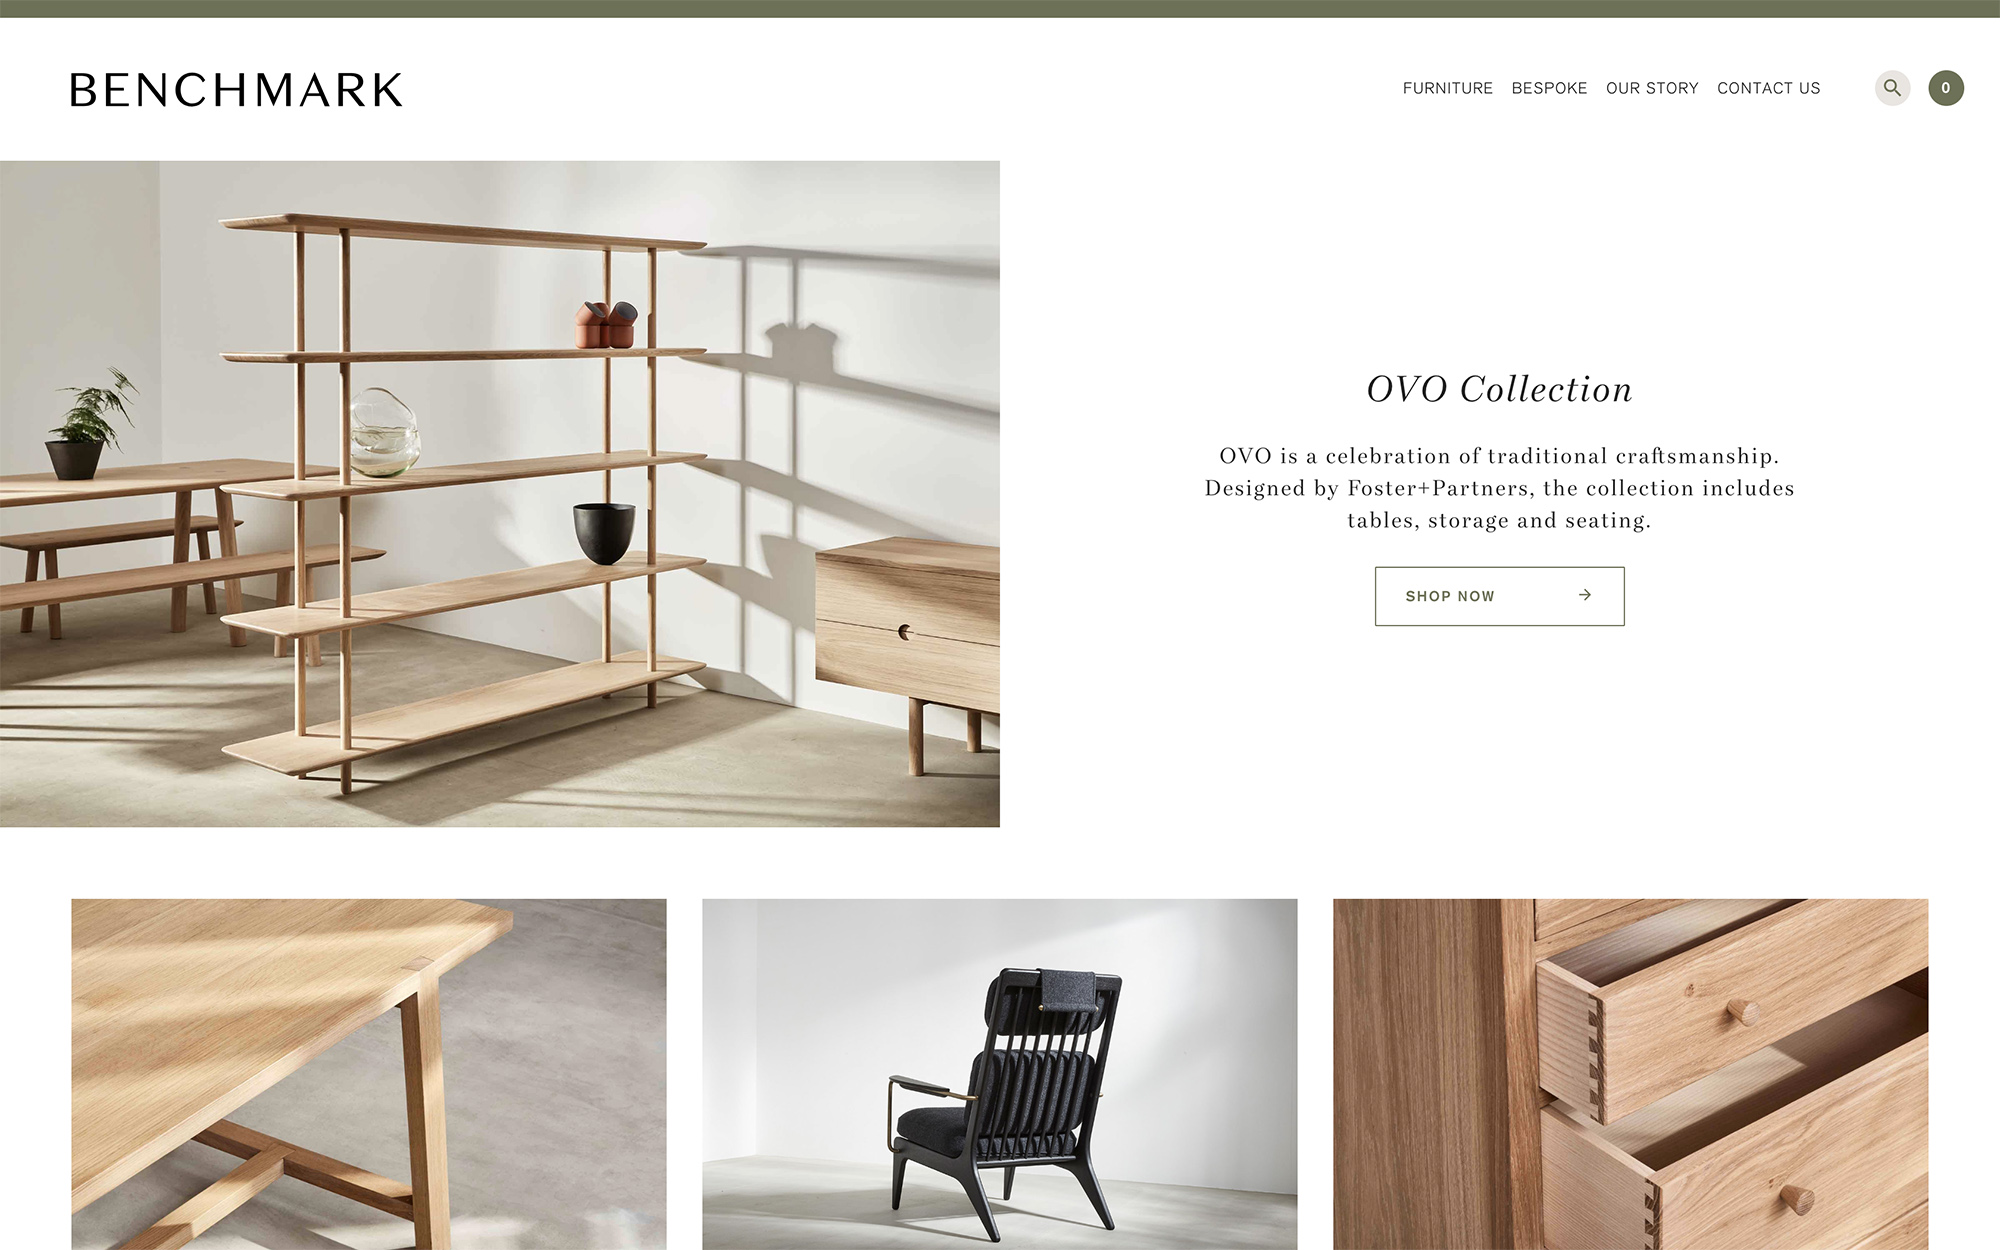 BENCHMARK
FURNITURE BESPOKE OUR STORY CONTACT US 0
OVO Collection
OVO is a celebration of traditional craftsmanship.
Designed by Foster+Partners, the collection includes
tables, storage and seating.
SHOP NOW